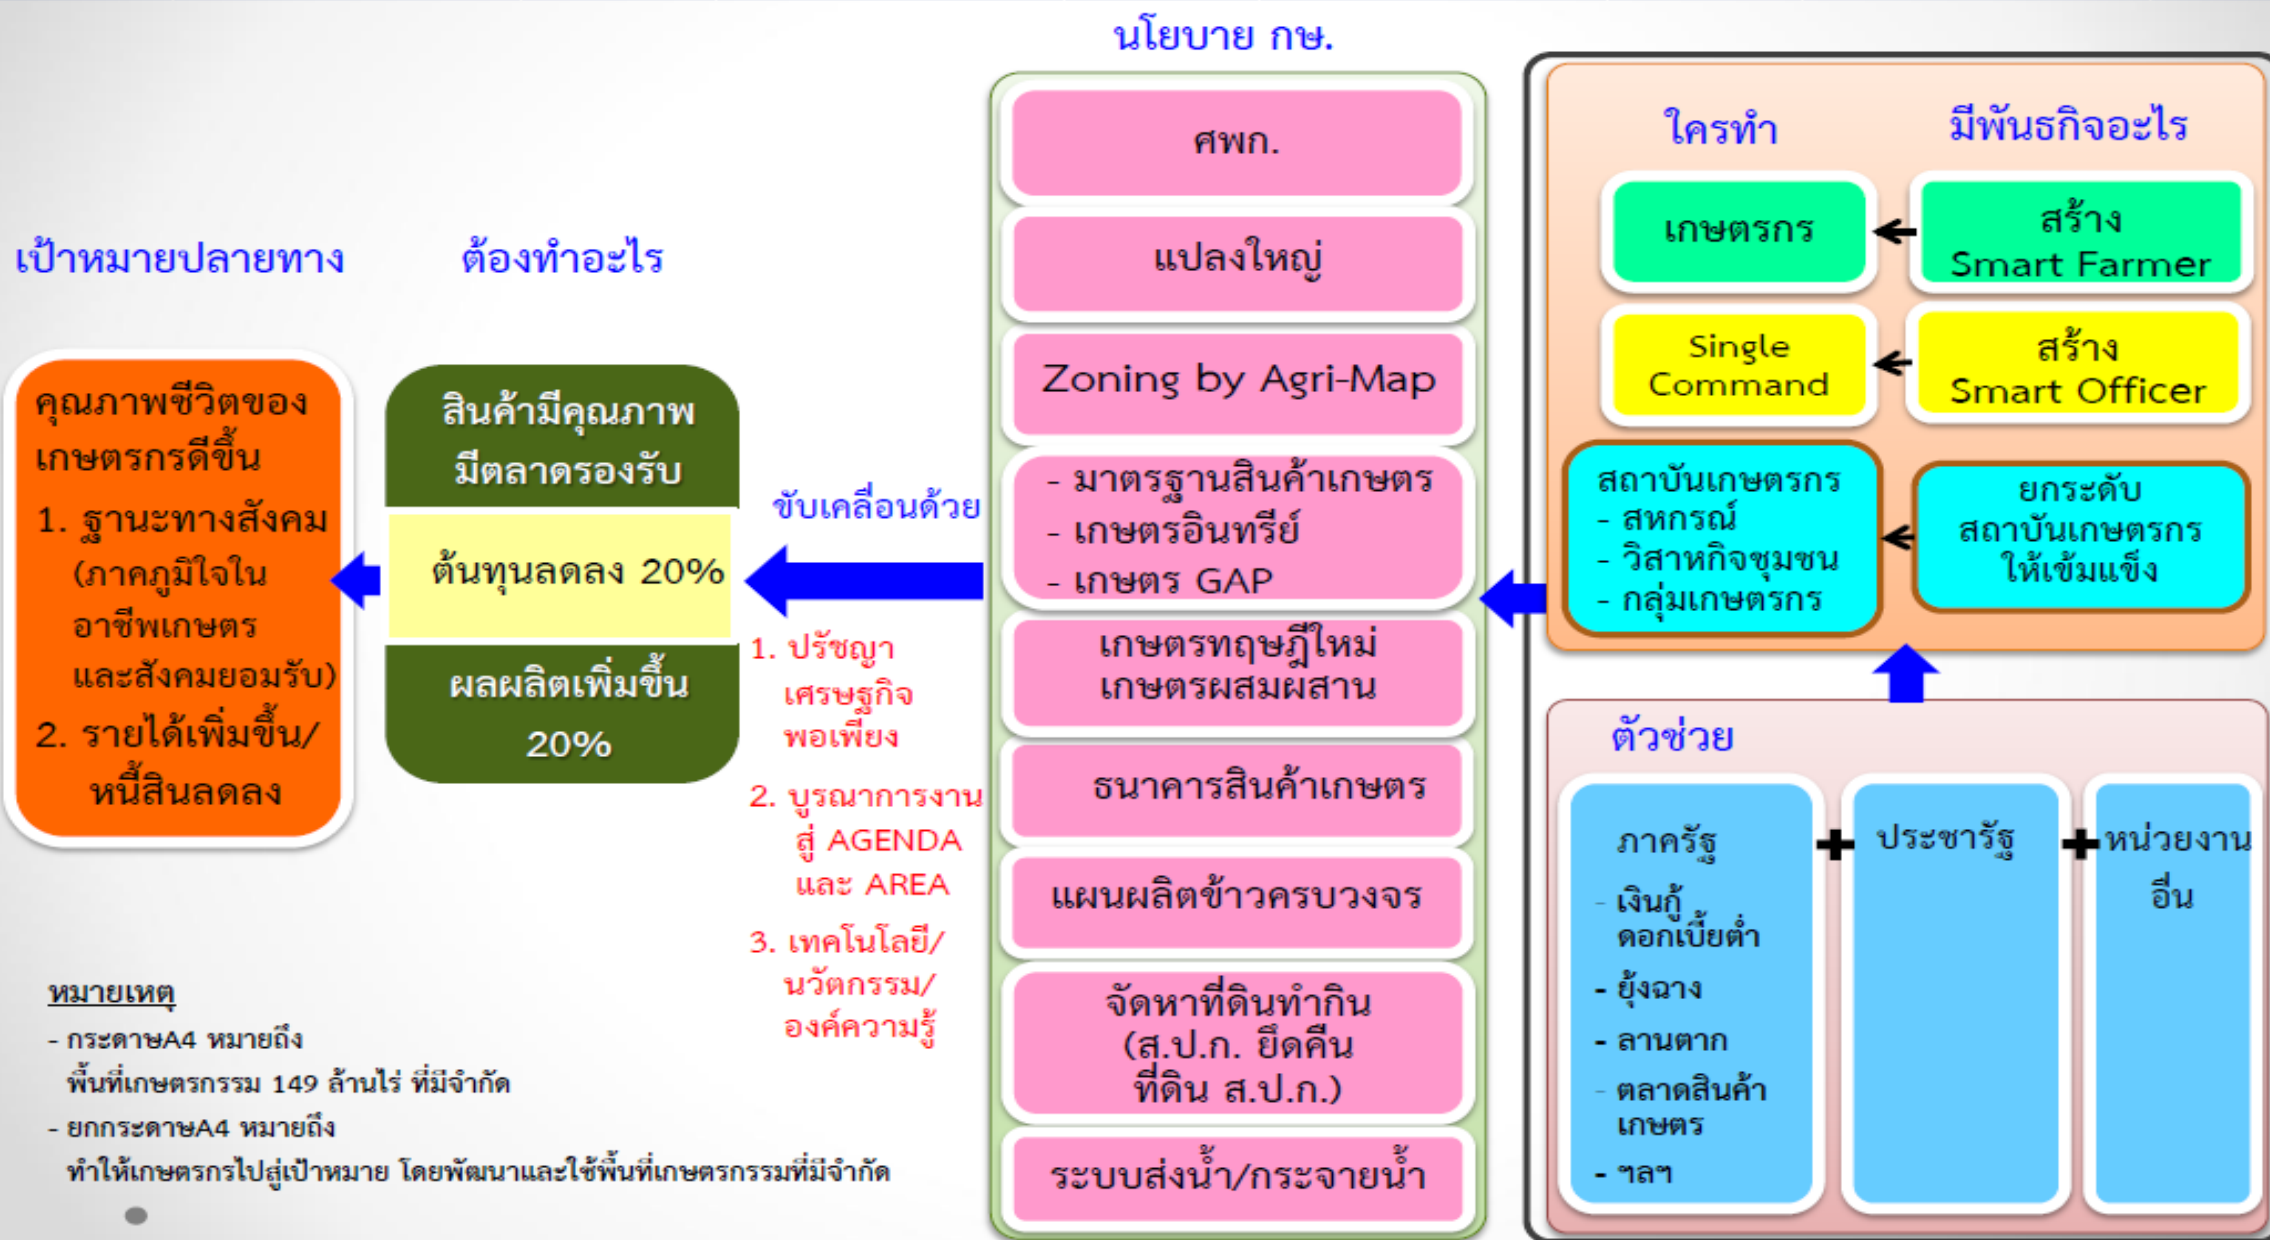 นโยบาย กษ.
ศพก.
แปลงใหญ่
Zoning by Agri-Map
- มาตรฐานสินค้าเกษตร
- เกษตรอินทรีย์
- เกษตร GAP
เกษตรทฤษฎีใหม่
เกษตรผสมผสาน
ธนาคารสินค้าเกษตร
แผนผลิตข้าวครบวงจร
จัดหาที่ดินทำกิน
(ส.ป.ก. ยึดคืน
ที่ดิน ส.ป.ก.)
ระบบส่งน้ำ/กระจายน้ำ
เป้าหมายปลายทาง
คุณภาพชีวิตของ
เกษตรกรดีขึ้น
1. ฐานะทางสังคม
(ภาคภูมิใจใน
อาชีพเกษตร
และสังคมยอมรับ)
2. รายได้เพิ่มขึ้น/
หนี้สินลดลง
ต้องทำอะไร
สินค้ามีคุณภาพ
มีตลาดรองรับ
ต้นทุนลดลง 20%
ผลผลิตเพิ่มขึ้น
20%
ขับเคลื่อนด้วย
1. ปรัชญา
เศรษฐกิจ
พอเพียง
2. บูรณาการงาน
สู่ AGENDA
และ AREA
3. เทคโนโลยี/
นวัตกรรม/
องค์ความรู้
ใครทำ
มีพันธกิจอะไร
เกษตรกร
สร้าง
Smart Farmer
Single
Command
สร้าง
Smart Officer
สถาบันเกษตรกร
- สหกรณ์
- วิสาหกิจชุมชน
- กลุ่มเกษตรกร
ยกระดับ
สถาบันเกษตรกร
ให้เข้มแข็ง
ตัวช่วย
ภาครัฐ
- เงินกู้
ดอกเบี้ยต่ำ
- ยุ้งฉาง
- ลานตาก
- ตลาดสินค้า
เกษตร
- ฯลฯ
+
ประชารัฐ
+
หน่วยงาน
อื่น
หมายเหตุ
- กระดาษA4 หมายถึง
พื้นที่เกษตรกรรม 149 ล้านไร่ ที่มีจำกัด
- ยกกระดาษA4 หมายถึง
ทำให้เกษตรกรไปสู่เป้าหมาย โดยพัฒนาและใช้พื้นที่เกษตรกรรมที่มีจำกัด